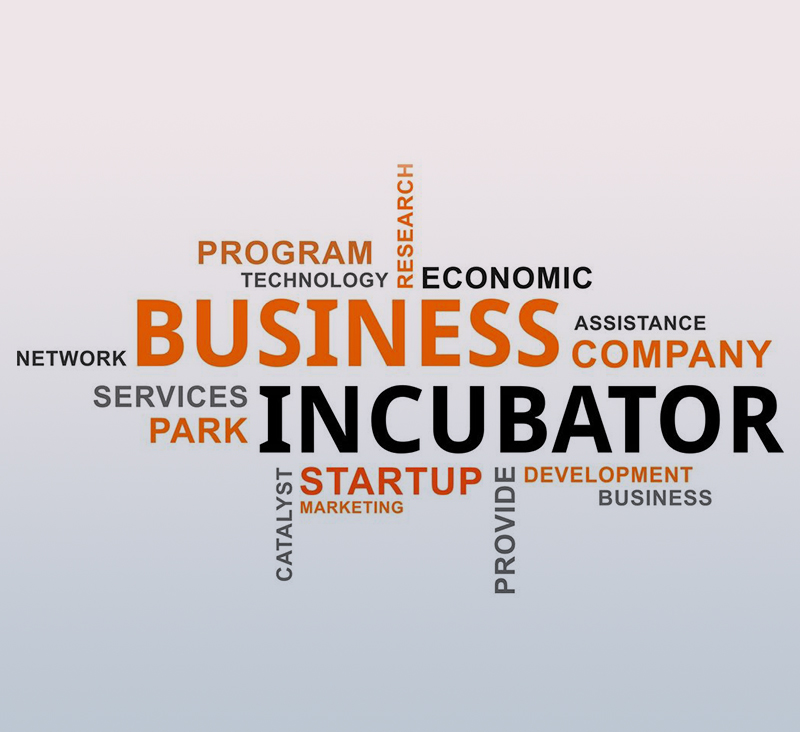 RESEARCH
PROGRAM
TECHNOLOGY
ECONOMIC
BUSINESS
ASSISTANCE
NETWORK
COMPANY
SERVICES
INCUBATOR
PARK
CATALYST
STARTUP
PROVIDE
DEVELOPMENT
MARKETING
BUSINESS